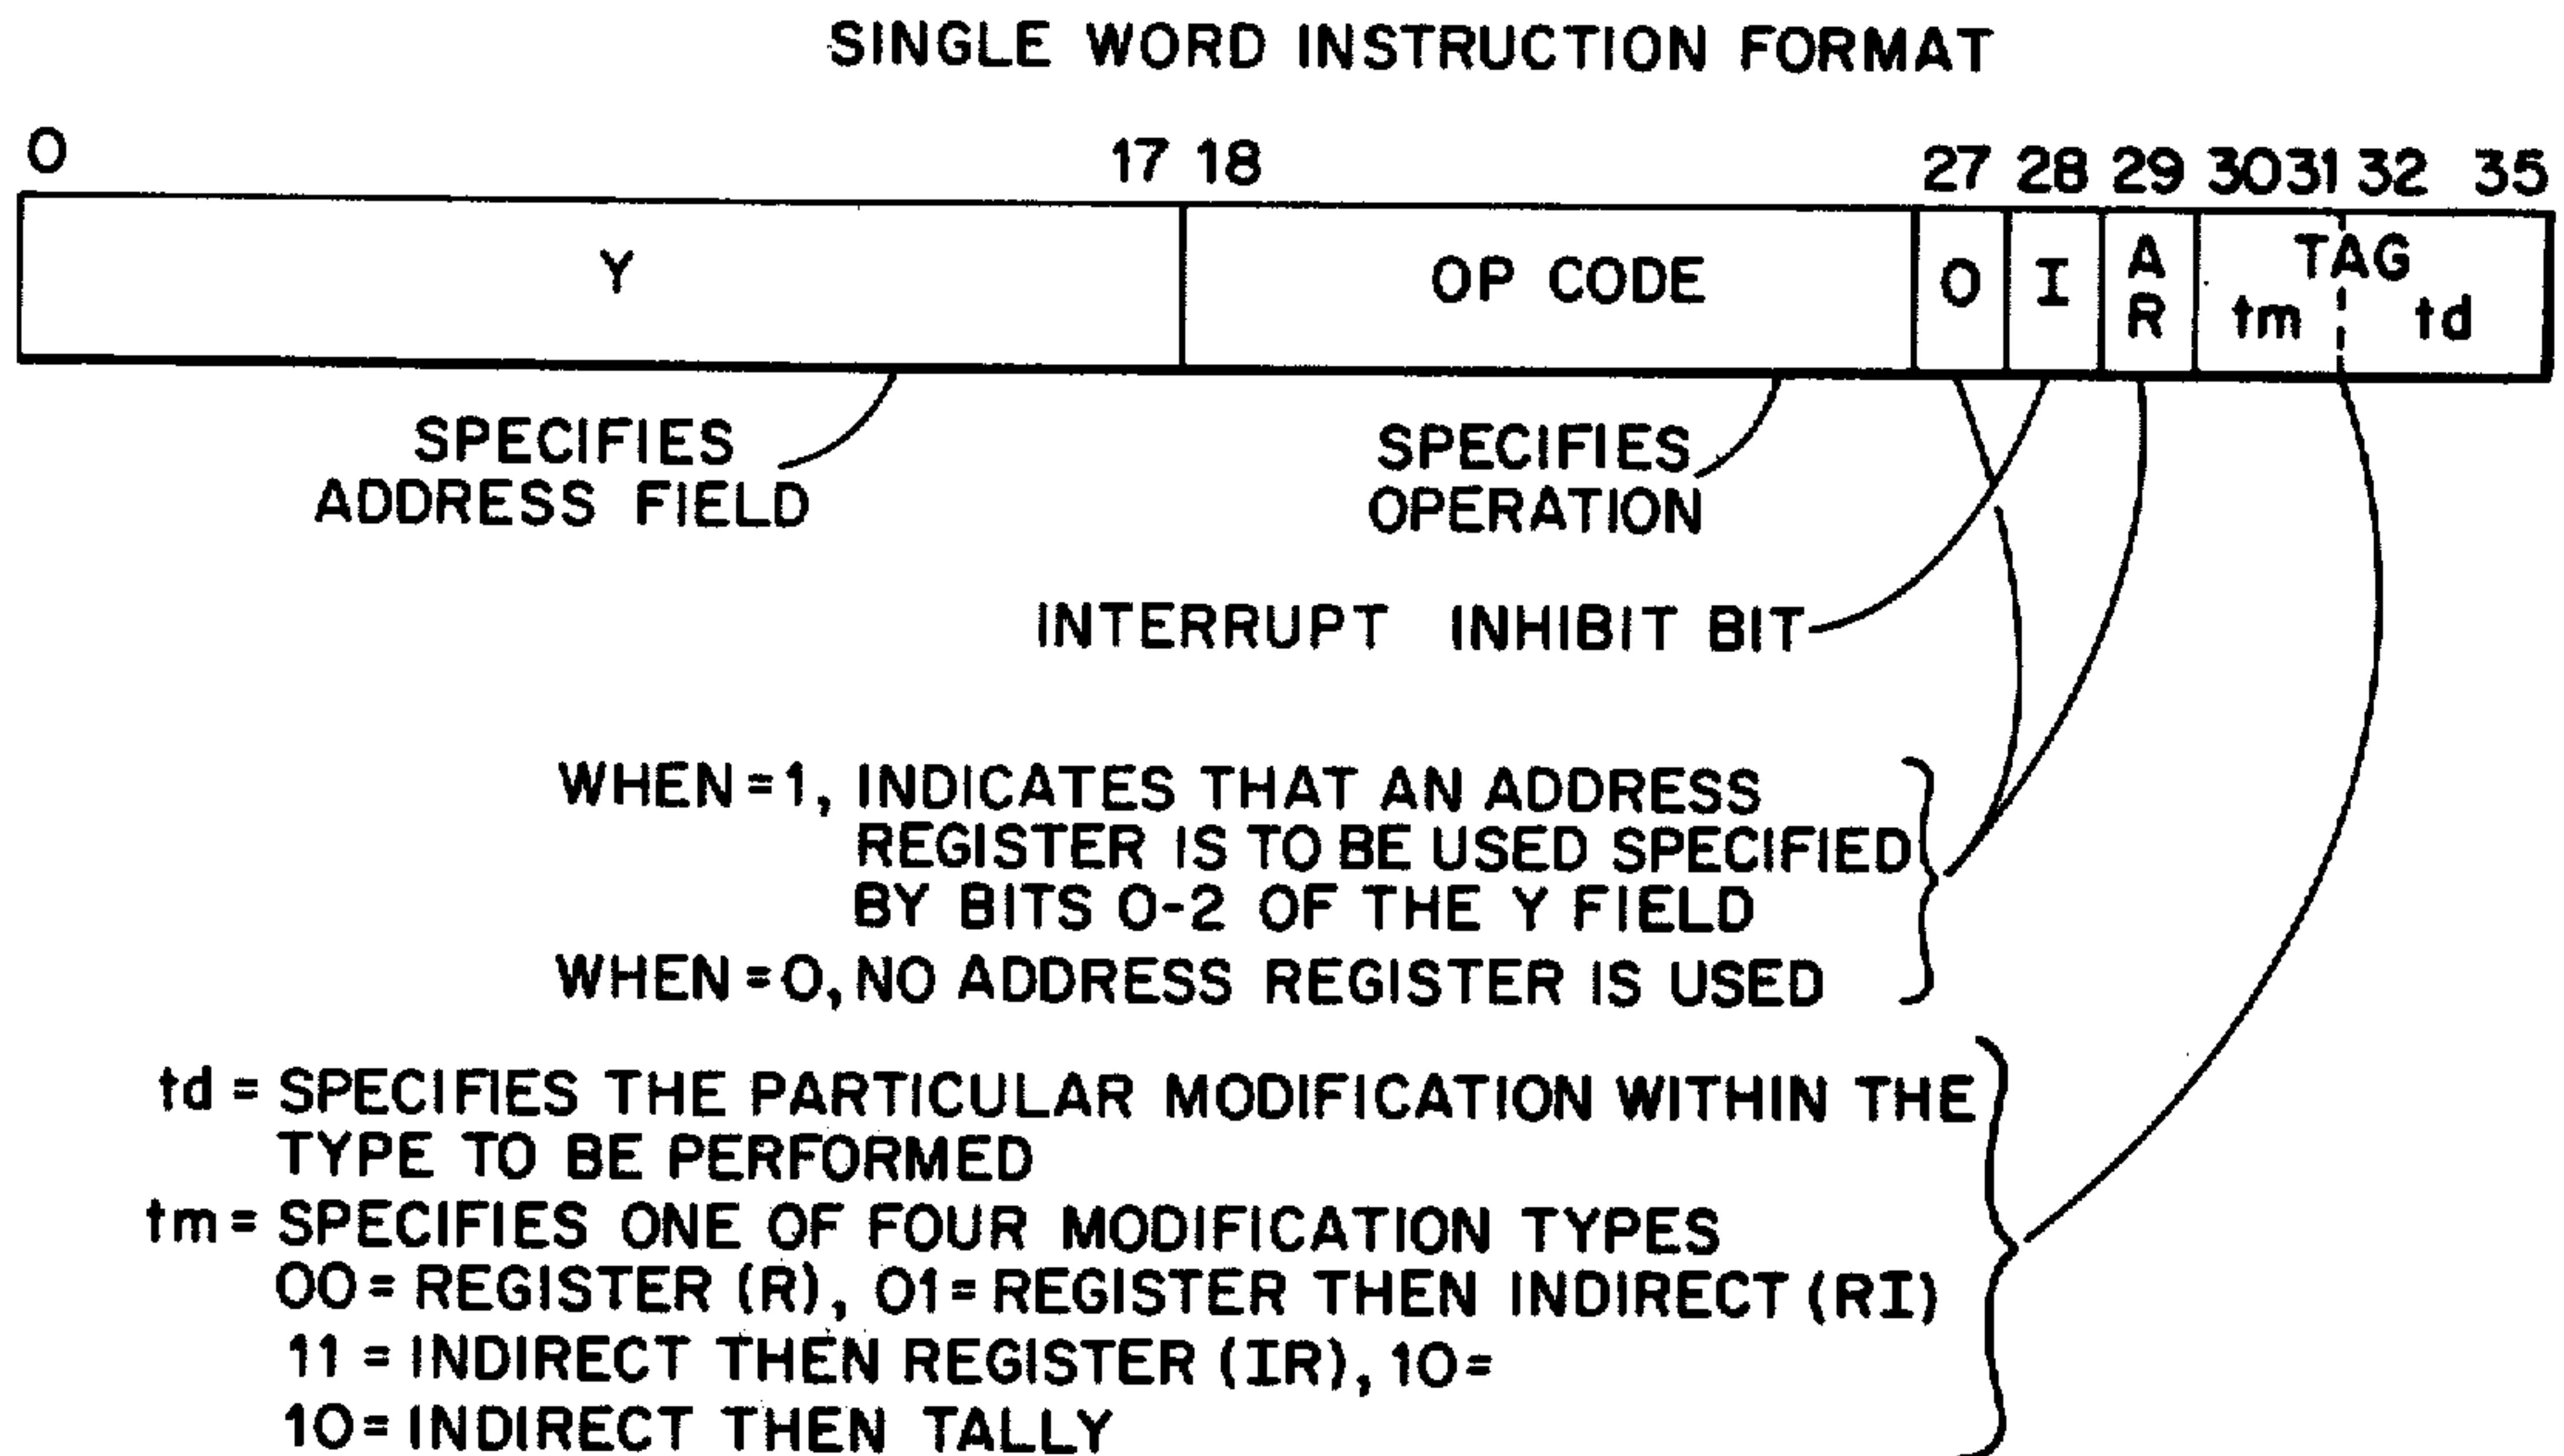 SINGLE WORD INSTRUCTION FORMAT
0 17 18 27 28 29 30 31 32 35
Y OP CODE 0 I A R TAG
tm td
SPECIFIES
ADDRESS FIELD
SPECIFIES
OPERATION
INTERRUPT INHIBIT BIT
WHEN=1, INDICATES THAT AN ADDRESS
REGISTER IS TO BE USED SPECIFIED
BY BITS 0-2 OF THE Y FIELD
WHEN=0, NO ADDRESS REGISTER IS USED
td = SPECIFIES THE PARTICULAR MODIFICATION WITHIN THE
TYPE TO BE PERFORMED
tm = SPECIFIES ONE OF FOUR MODIFICATION TYPES
00 = REGISTER (R), 01 = REGISTER THEN INDIRECT (RI)
11 = INDIRECT THEN REGISTER (IR), 10 =
10 = INDIRECT THEN TALLY